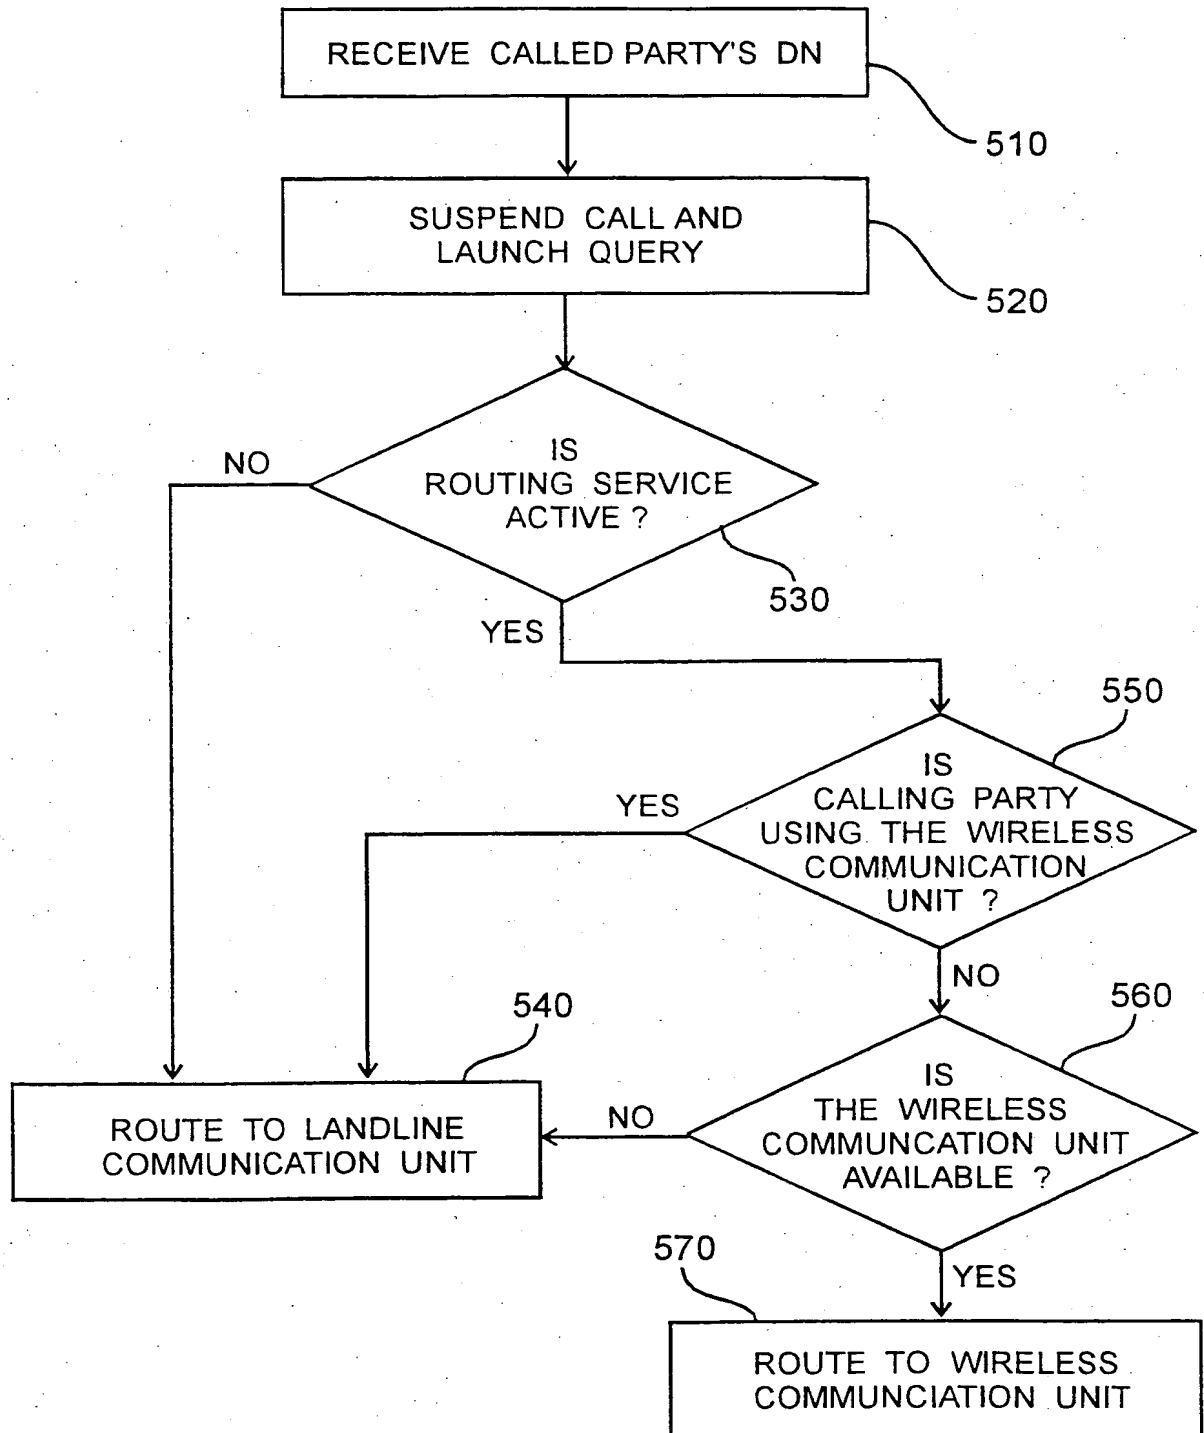 RECEIVE CALLED PARTY'S DN
510
SUSPEND CALL AND
LAUNCH QUERY
520
IS
ROUTING SERVICE
ACTIVE ?
NO
530
YES
550
IS
CALLING PARTY
USING THE WIRELESS
COMMUNICATION
UNIT ?
YES
NO
540
560
ROUTE TO LANDLINE
COMMUNICATION UNIT
NO
IS
THE WIRELESS
COMMUNCATION UNIT
AVAILABLE ?
570
YES
ROUTE TO WIRELESS
COMMUNCIATION UNIT